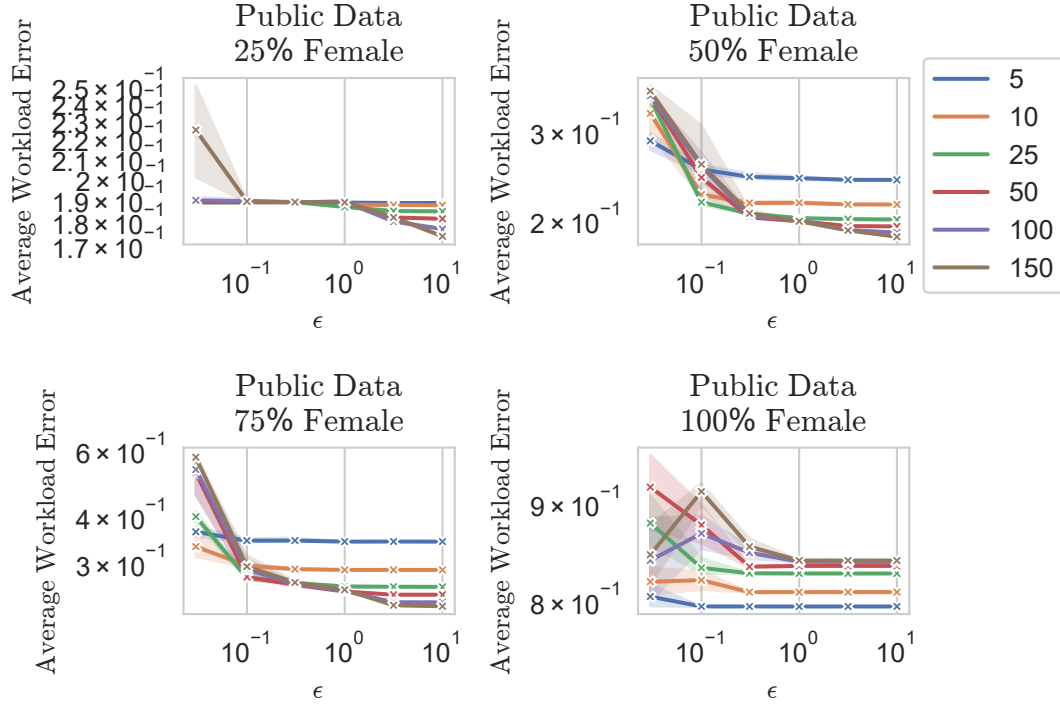 Public Data
25% Female
Average Workload Error
2.5 × 10⁻¹
2.4 × 10⁻¹
2.3 × 10⁻¹
2.2 × 10⁻¹
2.1 × 10⁻¹
2 × 10⁻¹
1.9 × 10⁻¹
1.8 × 10⁻¹
1.7 × 10⁻¹
10⁻¹ 10⁰ 10¹
ϵ
Public Data
50% Female
Average Workload Error
3 × 10⁻¹
2 × 10⁻¹
10⁻¹ 10⁰ 10¹
ϵ
5
10
25
50
100
150
Public Data
75% Female
Average Workload Error
6 × 10⁻¹
4 × 10⁻¹
3 × 10⁻¹
10⁻¹ 10⁰ 10¹
ϵ
Public Data
100% Female
Average Workload Error
9 × 10⁻¹
8 × 10⁻¹
10⁻¹ 10⁰ 10¹
ϵ